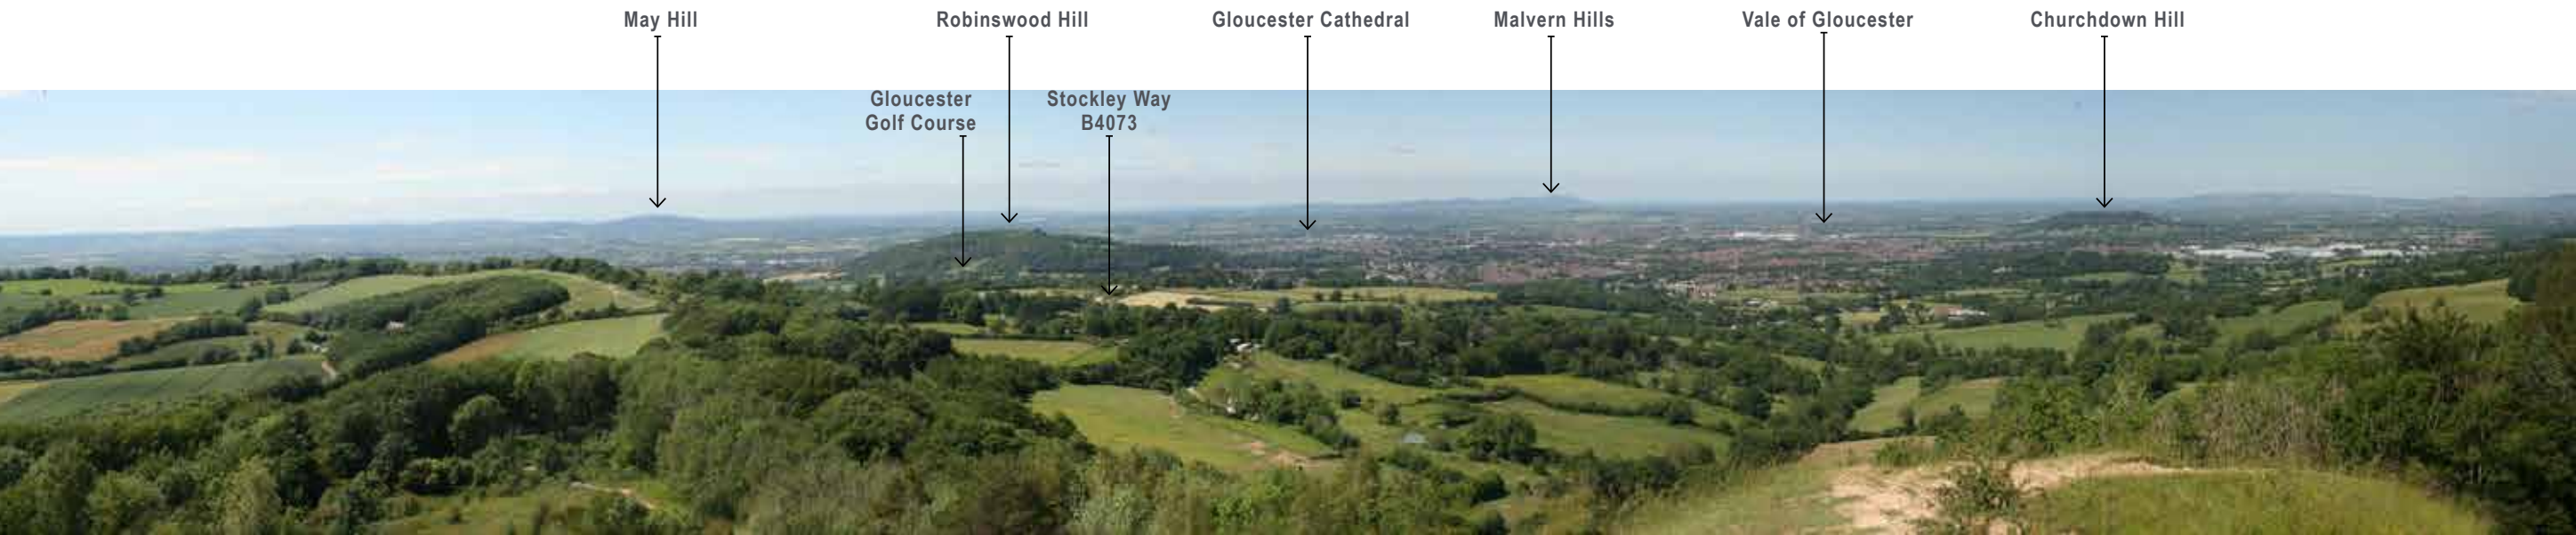 May Hill
Robinswood Hill
Gloucester Cathedral
Malvern Hills
Vale of Gloucester
Churchdown Hill
Gloucester
Golf Course
Stockley Way
B4073